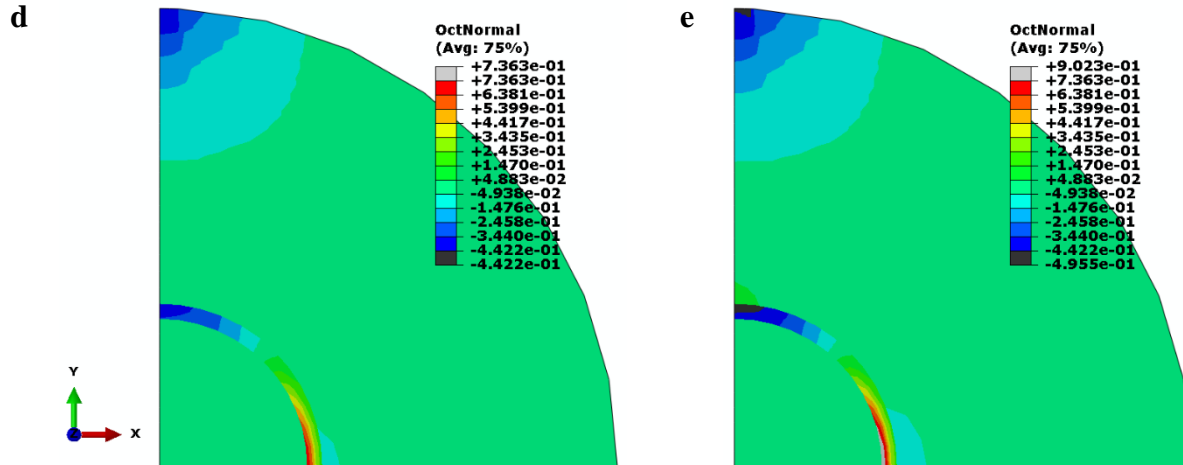 d
OctNormal
(Avg: 75%)
+7.363e-01
+7.363e-01
+6.381e-01
+5.399e-01
+4.417e-01
+3.435e-01
+2.453e-01
+1.470e-01
+4.883e-02
-4.938e-02
-1.476e-01
-2.458e-01
-3.440e-01
-4.422e-01
-4.422e-01
Y
Z
X
e
OctNormal
(Avg: 75%)
+9.023e-01
+7.363e-01
+6.381e-01
+5.399e-01
+4.417e-01
+3.435e-01
+2.453e-01
+1.470e-01
+4.883e-02
-4.938e-02
-1.476e-01
-2.458e-01
-3.440e-01
-4.422e-01
-4.955e-01